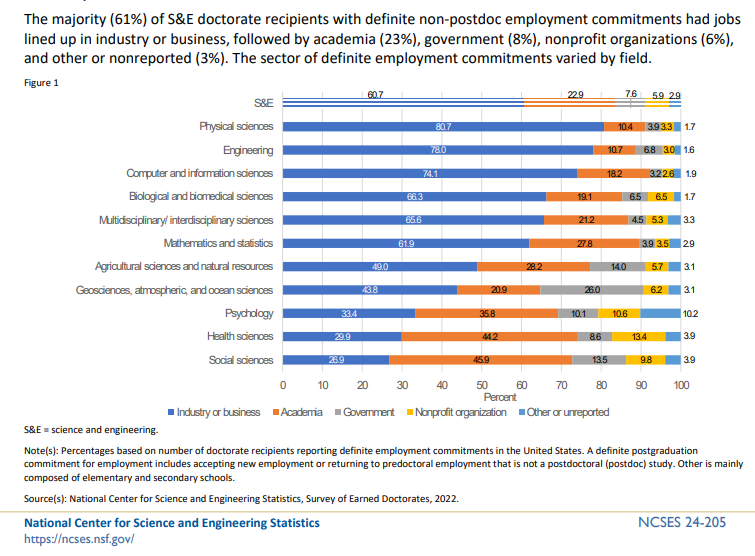 The majority (61%) of S&E doctorate recipients with definite non-postdoc employment commitments had jobs
lined up in industry or business, followed by academia (23%), government (8%), nonprofit organizations (6%),
and other or nonreported (3%). The sector of definite employment commitments varied by field.
Figure 1
S&E 60.7 22.9 7.6 5.9 2.9
Physical sciences 80.7 10.4 3.9 3.3 1.7
Engineering 78.0 10.7 6.8 3.0 1.6
Computer and information sciences 74.1 18.2 3.2 2.6 1.9
Biological and biomedical sciences 66.3 19.1 6.5 6.5 1.7
Multidisciplinary/ interdisciplinary sciences 65.6 21.2 4.5 5.3 3.3
Mathematics and statistics 61.9 27.8 3.9 3.5 2.9
Agricultural sciences and natural resources 49.0 28.2 14.0 5.7 3.1
Geosciences, atmospheric, and ocean sciences 43.8 20.9 26.0 6.2 3.1
Psychology 33.4 35.8 10.1 10.6 10.2
Health sciences 29.9 44.2 8.6 13.4 3.9
Social sciences 26.9 45.9 13.5 9.8 3.9
0 10 20 30 40 50 60 70 80 90 100
Percent
Industry or business Academia Government Nonprofit organization Other or unreported
S&E = science and engineering.
Note(s): Percentages based on number of doctorate recipients reporting definite employment commitments in the United States. A definite postgraduation
commitment for employment includes accepting new employment or returning to predoctoral employment that is not a postdoctoral (postdoc) study. Other is mainly
composed of elementary and secondary schools.
Source(s): National Center for Science and Engineering Statistics, Survey of Earned Doctorates, 2022.
National Center for Science and Engineering Statistics NCSES 24-205
https://ncses.nsf.gov/